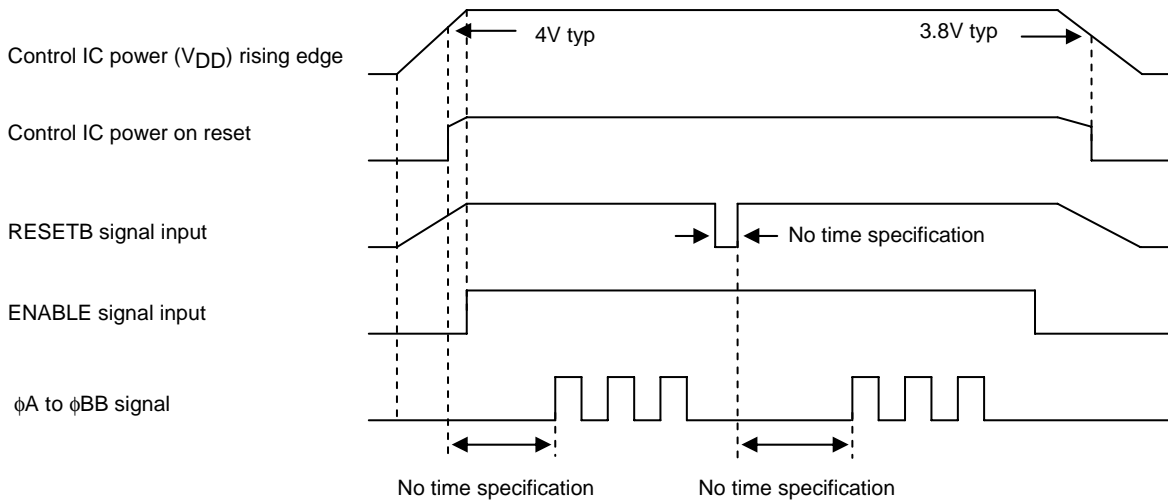 4V typ
3.8V typ
Control IC power (VDD) rising edge
Control IC power on reset
RESETB signal input
No time specification
ENABLE signal input
ϕA to ϕBB signal
No time specification
No time specification